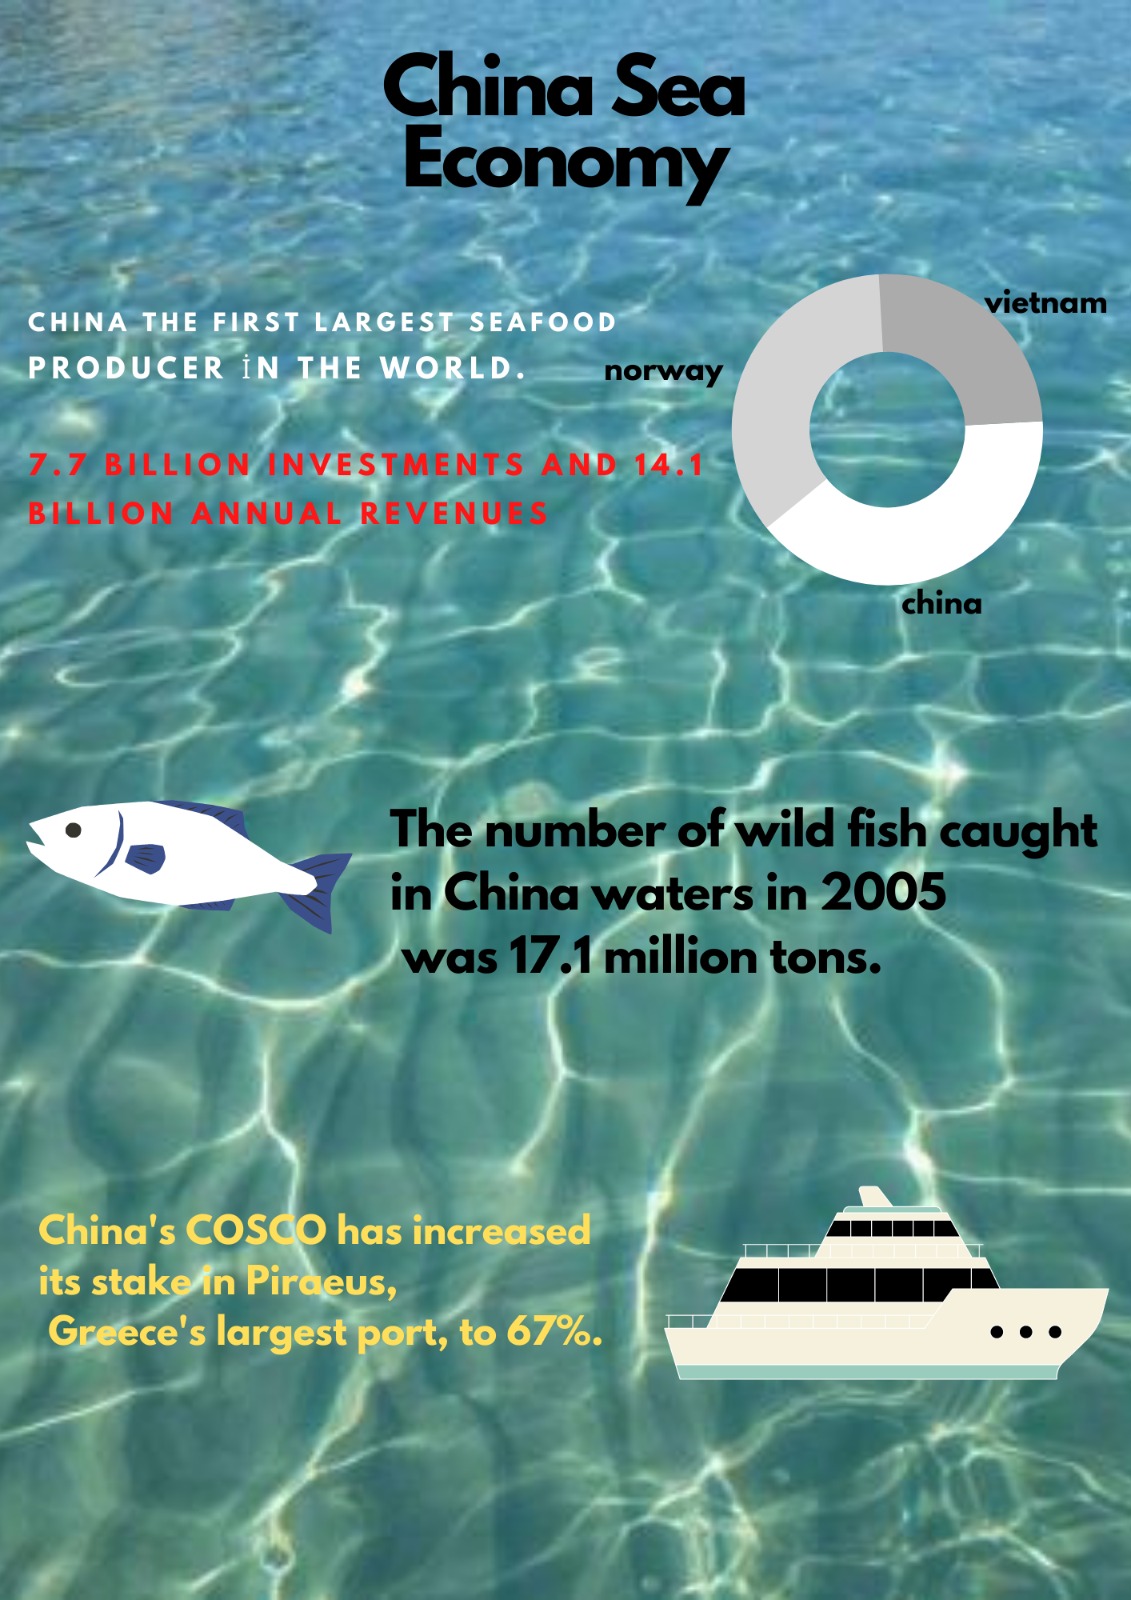 China Sea
Economy
CHINA THE FIRST LARGEST SEAFOOD
PRODUCER İN THE WORLD.
7.7 BILLION INVESTMENTS AND 14.1
BILLION ANNUAL REVENUES
vietnam
norway
china
The number of wild fish caught
in China waters in 2005
was 17.1 million tons.
China's COSCO has increased
its stake in Piraeus,
Greece's largest port, to 67%.